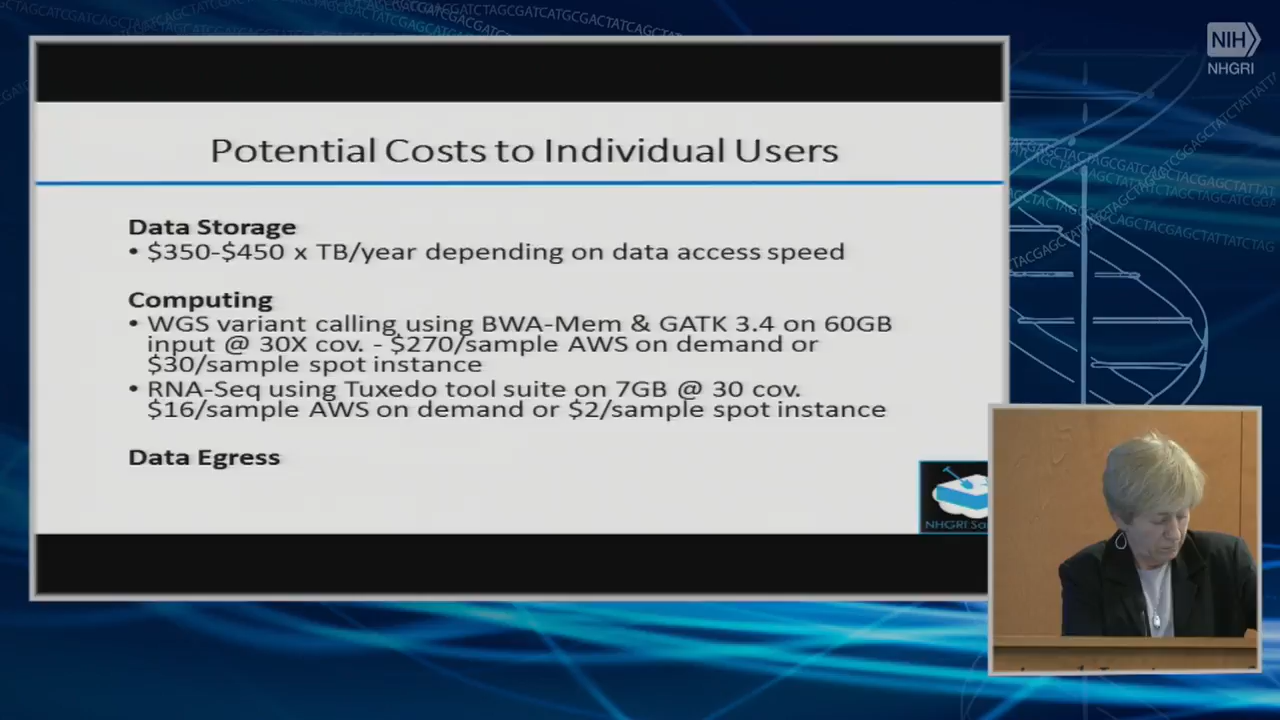 NIH
NHGRI
Potential Costs to Individual Users
Data Storage
• $350-$450 x TB/year depending on data access speed
Computing
• WGS variant calling using BWA-Mem & GATK 3.4 on 60GB
input @ 30X cov. - $270/sample AWS on demand or
$30/sample spot instance
• RNA-Seq using Tuxedo tool suite on 7GB @ 30 cov.
$16/sample AWS on demand or $2/sample spot instance
Data Egress
NHGRI